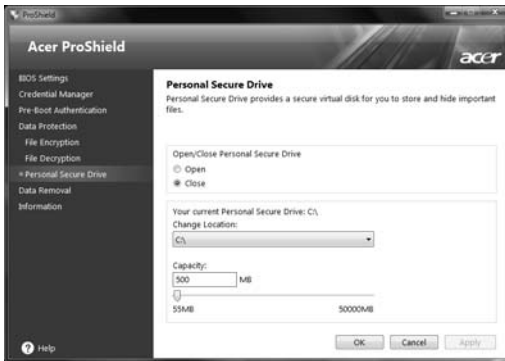 ProShield
Acer ProShield
acer
BIOS Settings
Credential Manager
Pre-Boot Authentication
Data Protection
File Encryption
File Decryption
Personal Secure Drive
Data Removal
Information
Help
Personal Secure Drive
Personal Secure Drive provides a secure virtual disk for you to store and hide important
files.
Open/Close Personal Secure Drive
Open
Close
Your current Personal Secure Drive: C:\
Change Location:
C:\
Capacity:
500 MB
55MB 50000MB
OK Cancel Apply